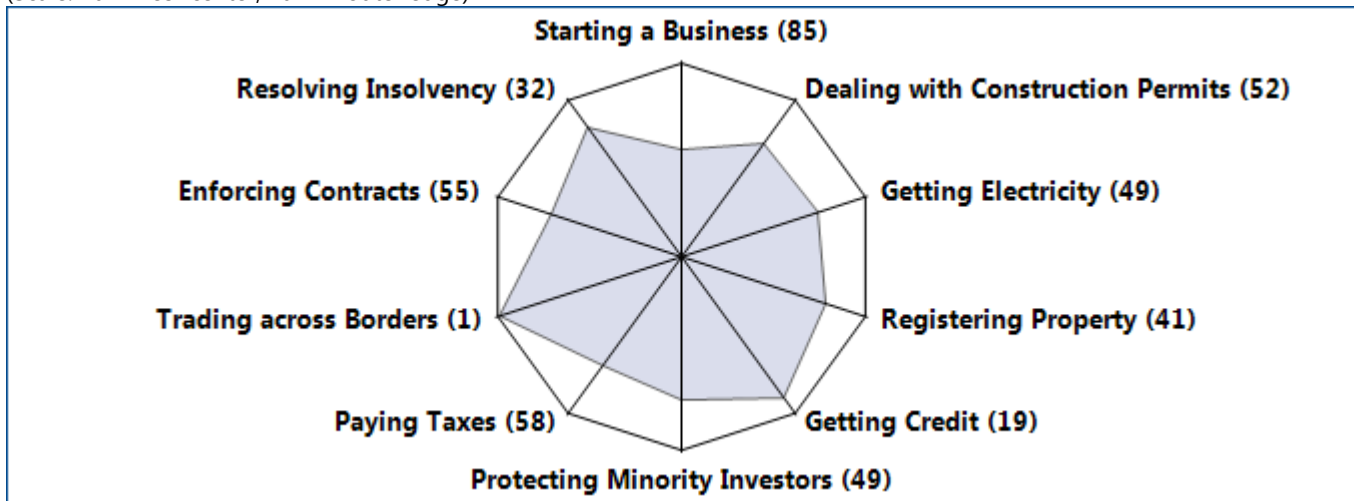 Starting a Business (85)
Resolving Insolvency (32)
Dealing with Construction Permits (52)
Enforcing Contracts (55)
Getting Electricity (49)
Trading across Borders (1)
Registering Property (41)
Paying Taxes (58)
Getting Credit (19)
Protecting Minority Investors (49)